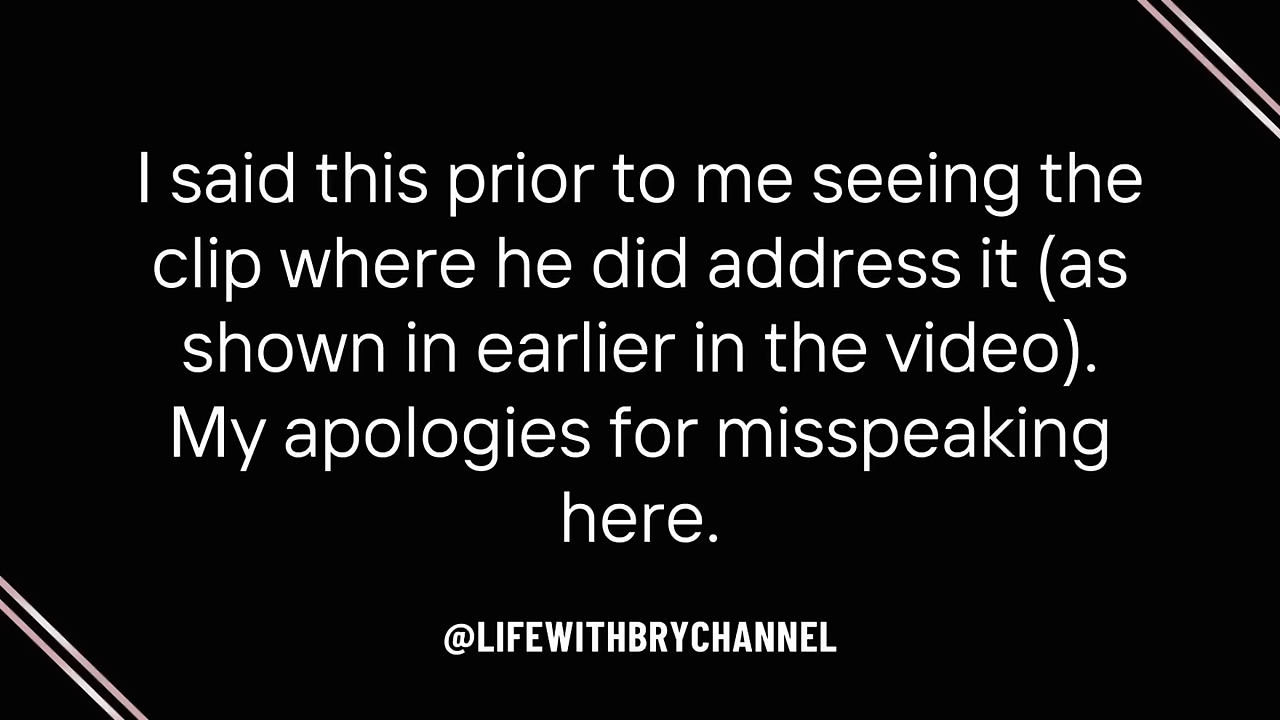 I said this prior to me seeing the
clip where he did address it (as
shown in earlier in the video).
My apologies for misspeaking
here.
@LIFEWITHBRYCHANNEL